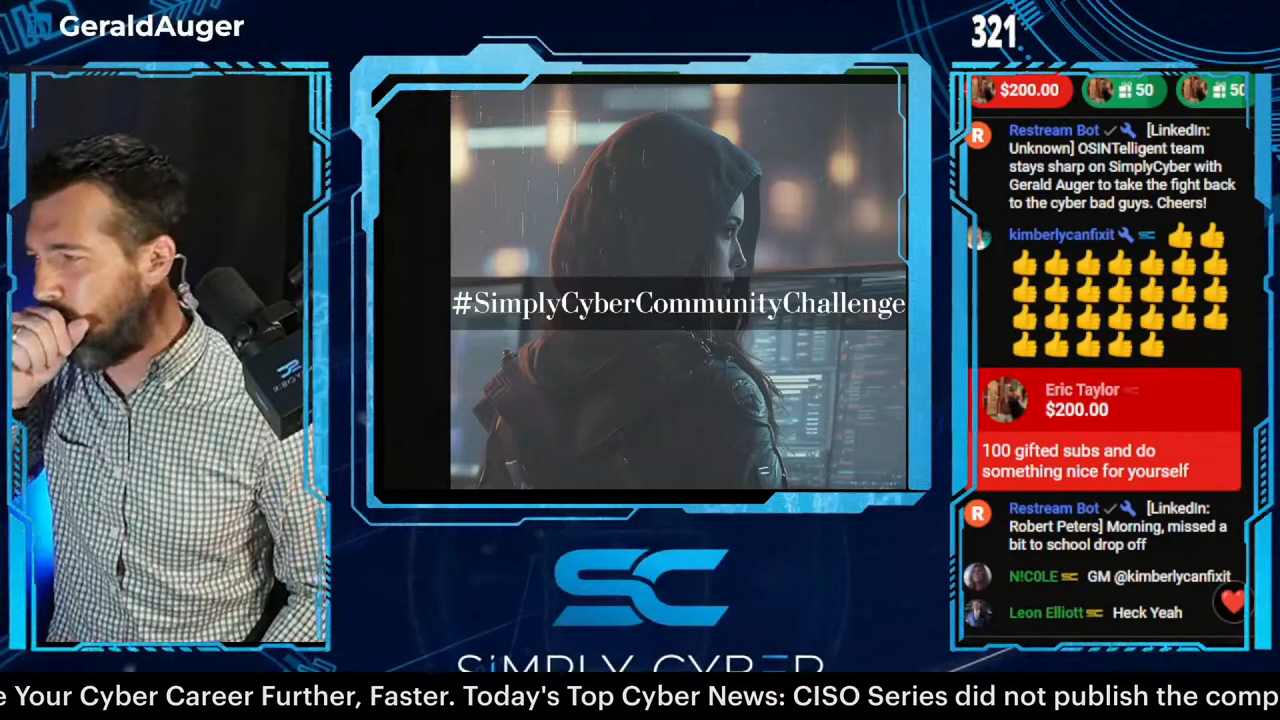 GeraldAuger
321
$200.00
50
50
Restream Bot [LinkedIn:
Unknown] OSINTelligent team
stays sharp on SimplyCyber with
Gerald Auger to take the fight back
to the cyber bad guys. Cheers!
kimberlycanfixit
#SimplyCyberCommunityChallenge
Eric Taylor
$200.00
100 gifted subs and do
something nice for yourself
Restream Bot [LinkedIn:
Robert Peters] Morning, missed a
bit to school drop off
N!C0LE GM @kimberlycanfixit
Leon Elliott Heck Yeah
SC
SiMPLY CYBER
e Your Cyber Career Further, Faster. Today's Top Cyber News: CISO Series did not publish the comp